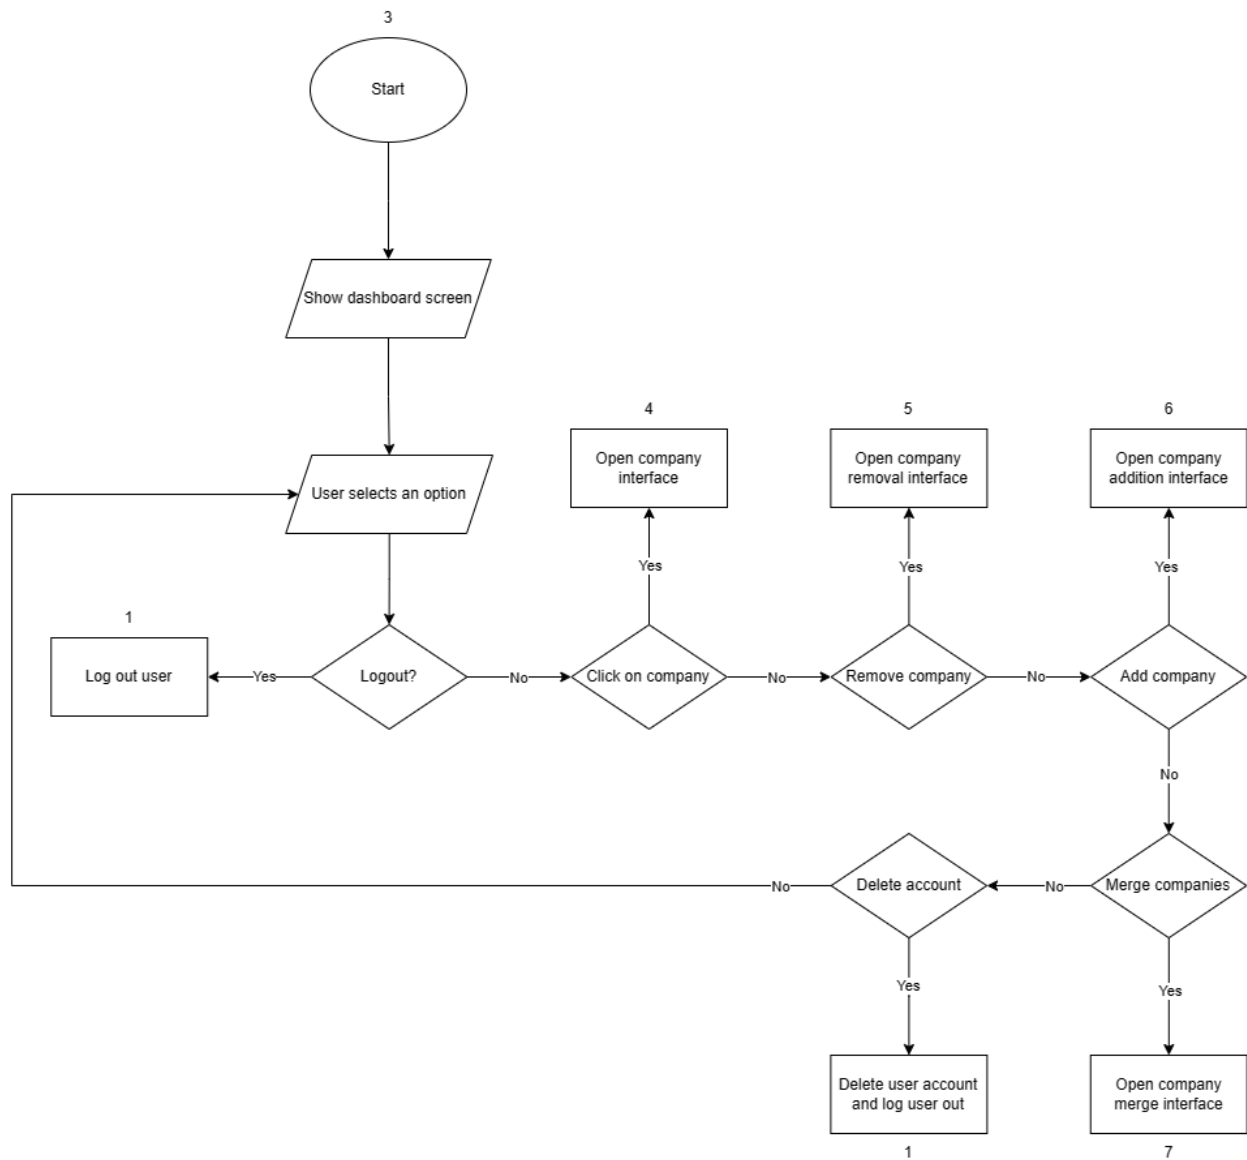 3
Start
Show dashboard screen
4
5
6
User selects an option
Open company
interface
Open company
removal interface
Open company
addition interface
Yes
Yes
Yes
1
Log out user
Yes
Logout?
No
Click on company
No
Remove company
No
Add company
No
No
Delete account
No
Merge companies
Yes
Yes
Delete user account
and log user out
Open company
merge interface
1
7